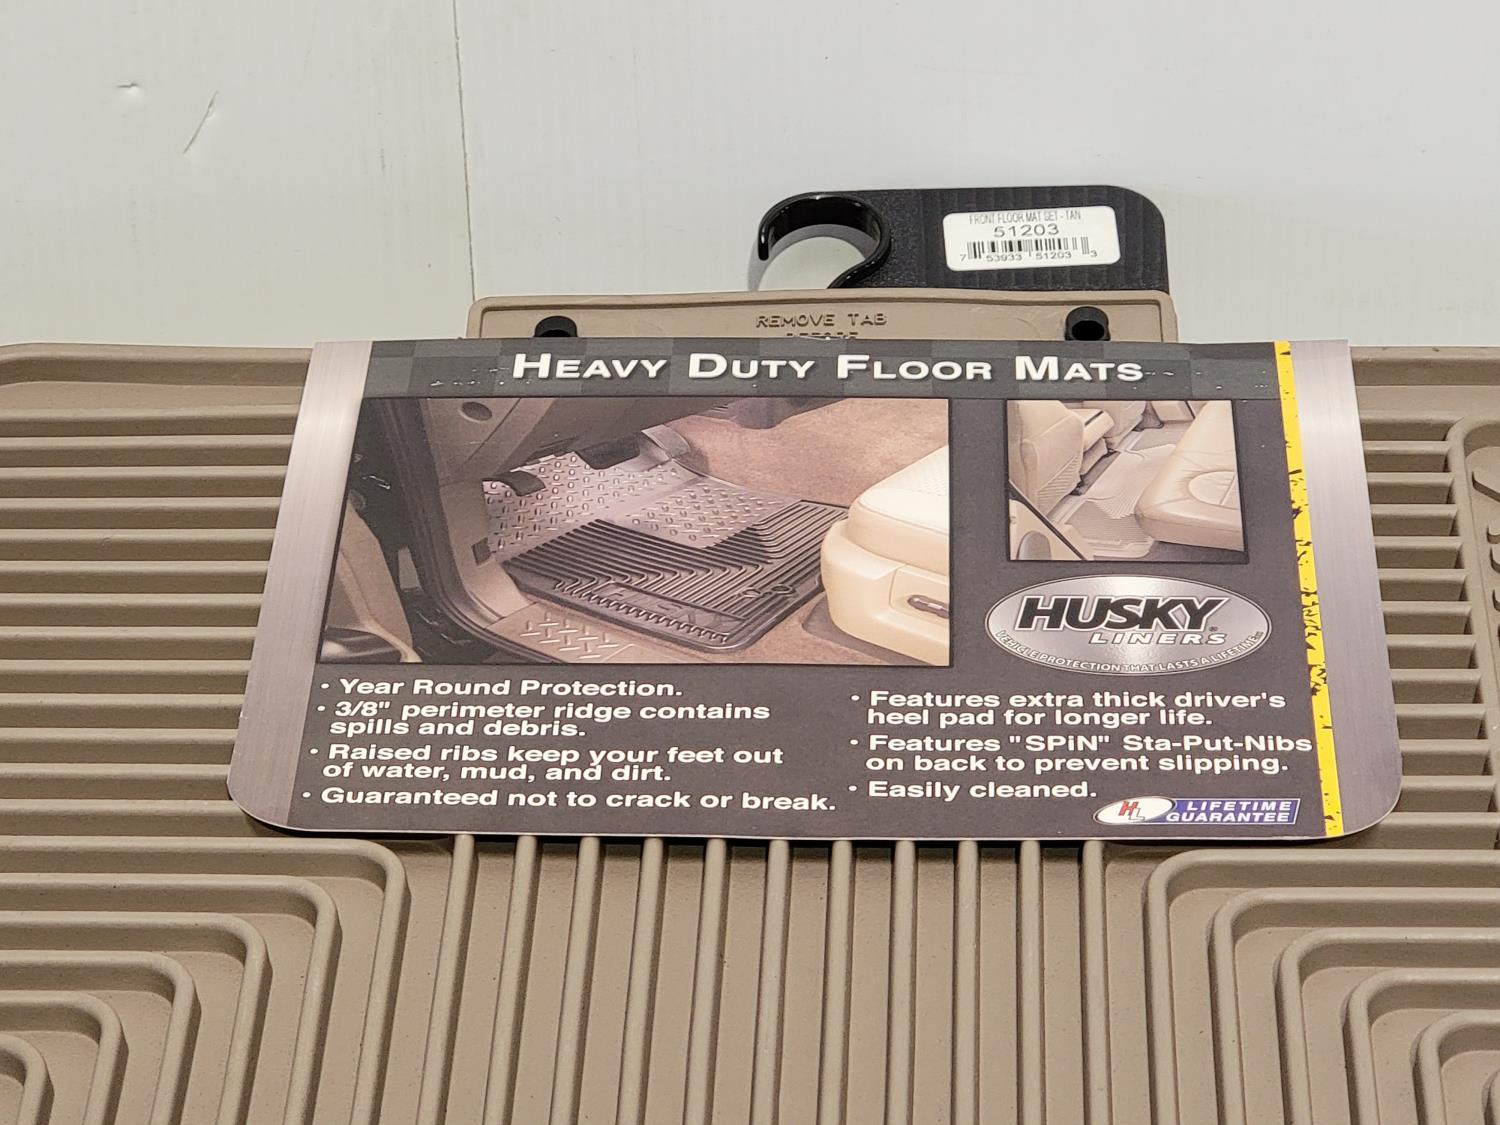 FRONT FLOOR MAT SET - TAN
51203
7 53933 51203 3
REMOVE TAB
HEAVY DUTY FLOOR MATS
HUSKY
LINERS
VEHICLE PROTECTION THAT LASTS A LIFETIME
• Year Round Protection.
• 3/8" perimeter ridge contains
spills and debris.
• Raised ribs keep your feet out
of water, mud, and dirt.
• Guaranteed not to crack or break.
• Features extra thick driver's
heel pad for longer life.
• Features "SPiN" Sta-Put-Nibs
on back to prevent slipping.
• Easily cleaned.
HL LIFETIME
GUARANTEE